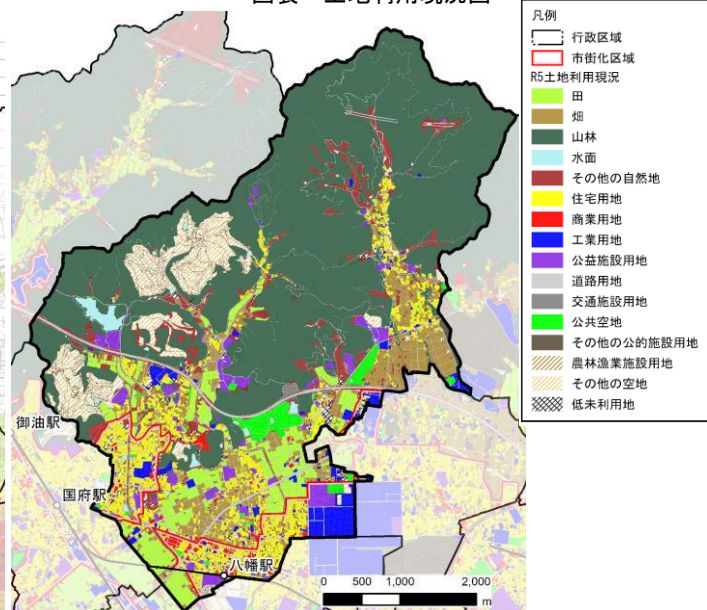 凡例
行政区域
市街化区域
R5土地利用現況
田
畑
山林
水面
その他の自然地
住宅用地
商業用地
工業用地
公益施設用地
道路用地
交通施設用地
公共空地
その他の公的施設用地
農林漁業施設用地
その他の空地
低未利用地
御油駅
国府駅
八幡駅
0 500 1,000 2,000
m